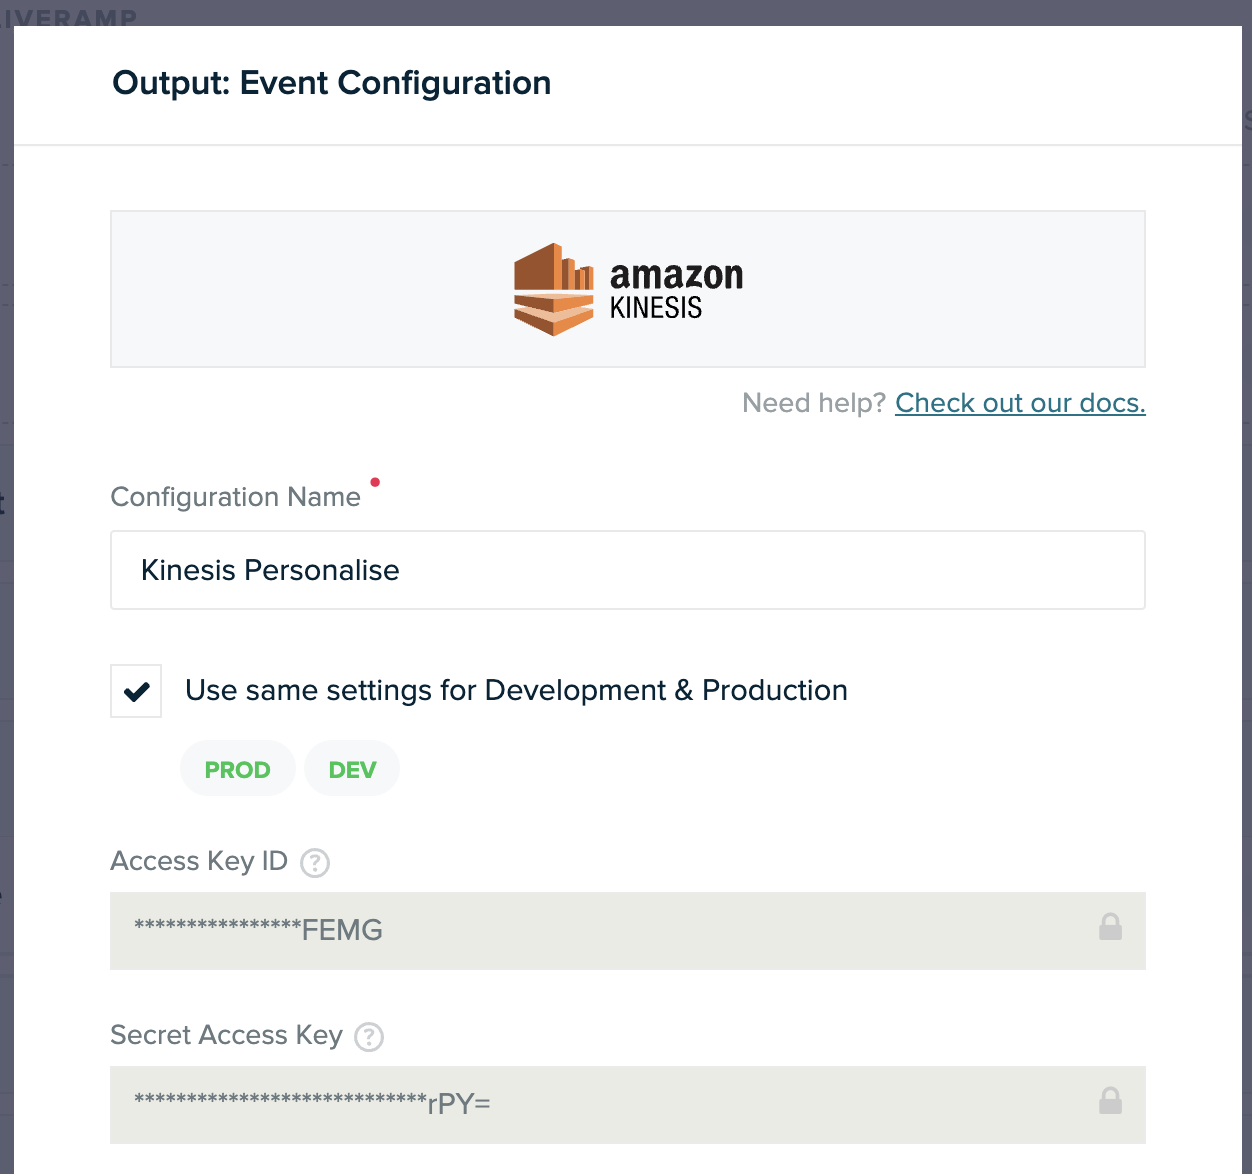 LIVERAMP
Output: Event Configuration
amazon
KINESIS
Need help? Check out our docs.
Configuration Name
Kinesis Personalise
Use same settings for Development & Production
PROD DEV
Access Key ID ?
****************FEMG
Secret Access Key ?
****************************rPY=